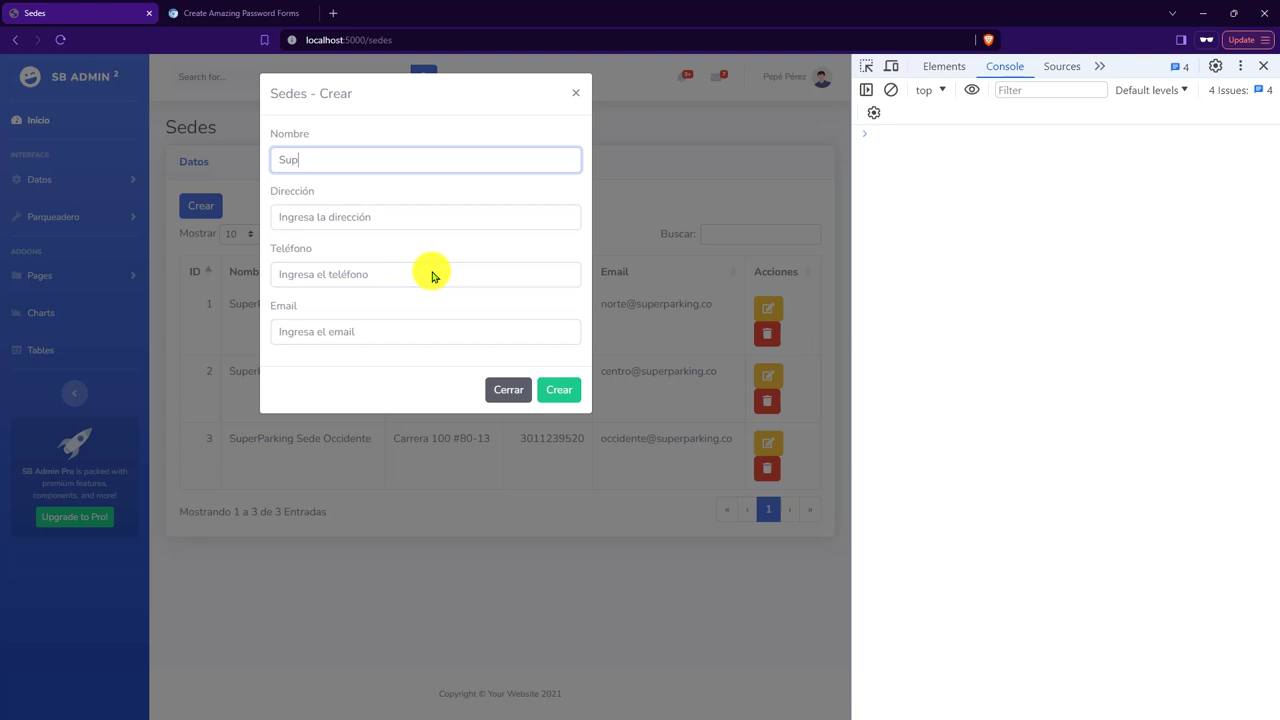 Sedes
Create Amazing Password Forms
localhost:5000/sedes
Update
SB ADMIN 2
Inicio
INTERFACE
Datos
Parqueadero
ADDONS
Pages
Charts
Tables
SB Admin Pro is packed with
premium features,
components, and more!
Upgrade to Pro!
Search for...
3+
7
Pepé Pérez
Sedes
Datos
Crear
Mostrar 10
Buscar:
ID
Email
Acciones
1
norte@superparking.co
2
centro@superparking.co
3 SuperParking Sede Occidente Carrera 100 #80-13 3011239520 occidente@superparking.co
Mostrando 1 a 3 de 3 Entradas
« ‹ 1 › »
Copyright © Your Website 2021
Sedes - Crear
×
Nombre
Sup
Dirección
Ingresa la dirección
Teléfono
Ingresa el teléfono
Email
Ingresa el email
Cerrar
Crear
Elements Console Sources 4
top Filter Default levels 4 Issues: 4